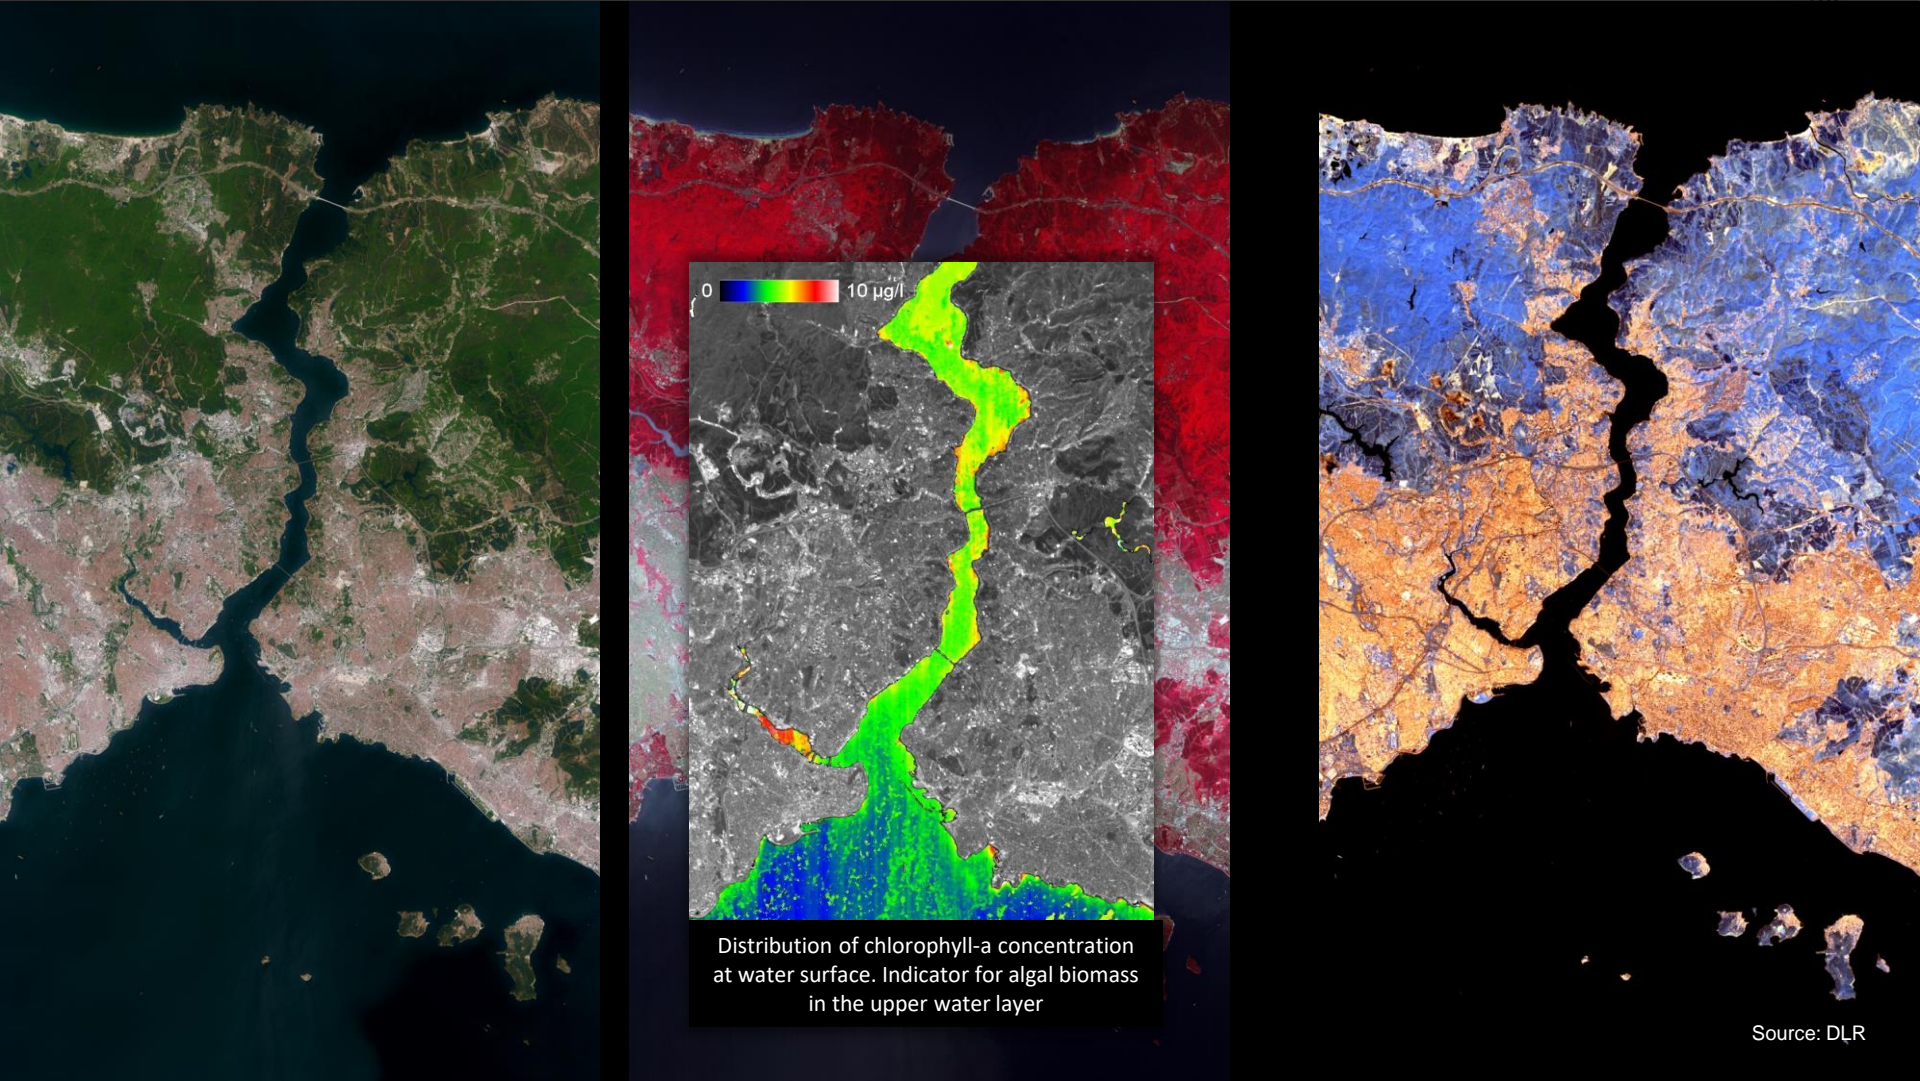 0
10 µg/l
Distribution of chlorophyll-a concentration
at water surface. Indicator for algal biomass
in the upper water layer
Source: DLR